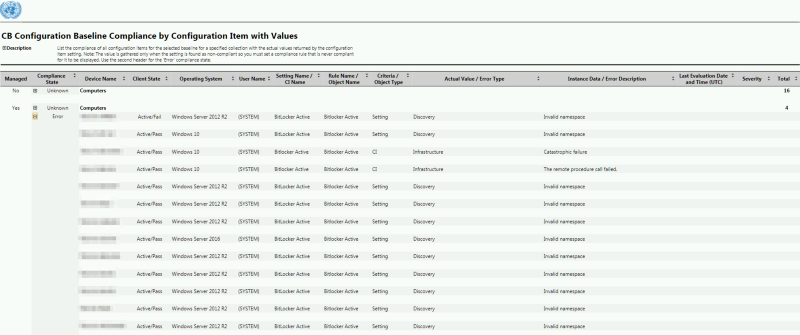 CB Configuration Baseline Compliance by Configuration Item with Values
Description List the compliance of all configuration items for the selected baseline for a specified collection with the actual values returned by the configuration
item setting. Note: The value is gathered only when the setting is found as non-compliant so you must set a compliance rule that is never compliant
for it to be displayed. Use the second header for the 'Error' compliance state.
Managed Compliance State Device Name Client State Operating System User Name Setting Name / CI Name Rule Name / Object Name Criteria / Object Type Actual Value / Error Type Instance Data / Error Description Last Evaluation Date and Time (UTC) Severity Total
No Unknown Computers 16
Yes Unknown Computers 4
Error Active/Fail Windows Server 2012 R2 (SYSTEM) BitLocker Active Bitlocker Active Setting Discovery Invalid namespace
Active/Pass Windows 10 (SYSTEM) BitLocker Active Bitlocker Active Setting Discovery Invalid namespace
Active/Pass Windows 10 (SYSTEM) Bitlocker Active Bitlocker Active CI Infrastructure Catastrophic failure
Active/Pass Windows 10 (SYSTEM) Bitlocker Active Bitlocker Active CI Infrastructure The remote procedure call failed.
Active/Pass Windows Server 2012 R2 (SYSTEM) BitLocker Active Bitlocker Active Setting Discovery Invalid namespace
Active/Pass Windows Server 2012 R2 (SYSTEM) BitLocker Active Bitlocker Active Setting Discovery Invalid namespace
Active/Pass Windows Server 2012 R2 (SYSTEM) BitLocker Active Bitlocker Active Setting Discovery Invalid namespace
Active/Pass Windows Server 2016 (SYSTEM) BitLocker Active Bitlocker Active Setting Discovery Invalid namespace
Active/Pass Windows Server 2012 R2 (SYSTEM) BitLocker Active Bitlocker Active Setting Discovery Invalid namespace
Active/Pass Windows Server 2012 R2 (SYSTEM) BitLocker Active Bitlocker Active Setting Discovery Invalid namespace
Active/Pass Windows Server 2012 R2 (SYSTEM) BitLocker Active Bitlocker Active Setting Discovery Invalid namespace
Active/Pass Windows Server 2012 R2 (SYSTEM) BitLocker Active Bitlocker Active Setting Discovery Invalid namespace
Active/Pass Windows Server 2012 R2 (SYSTEM) BitLocker Active Bitlocker Active Setting Discovery Invalid namespace